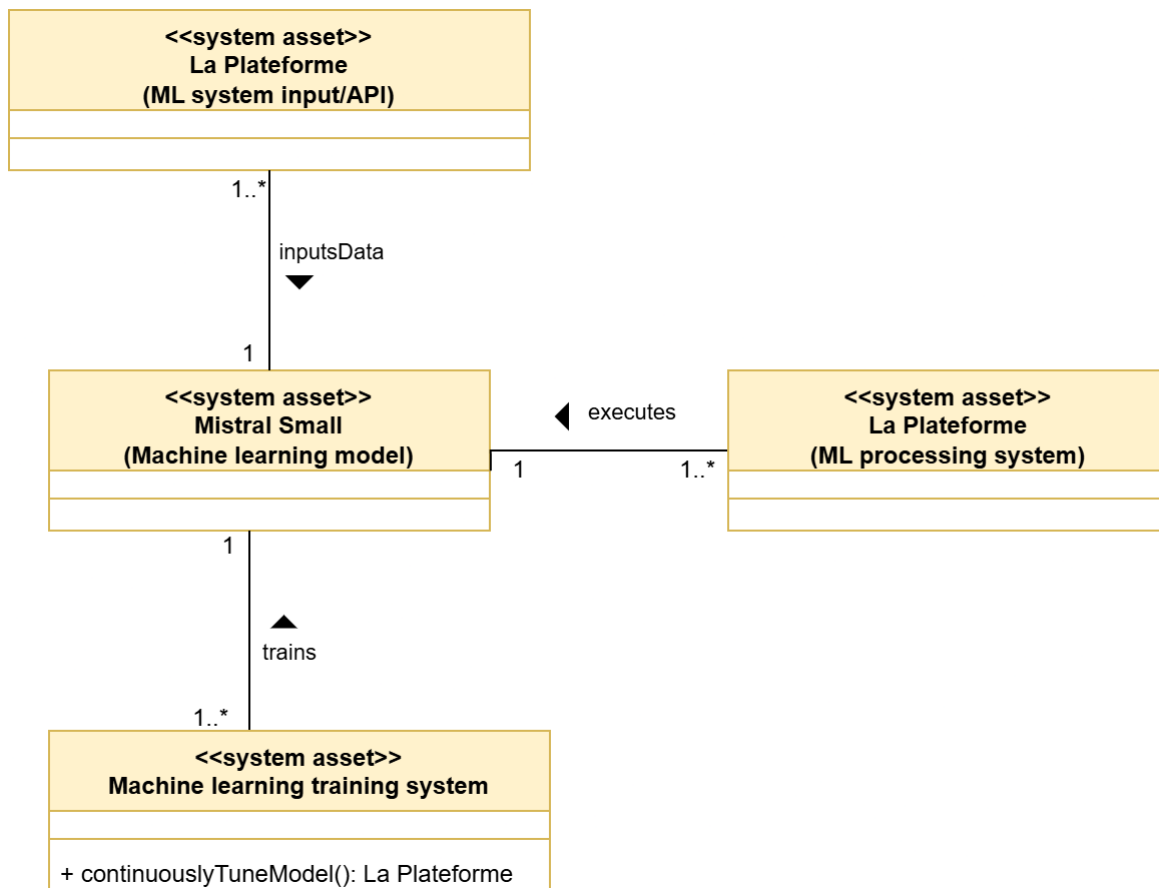 <<system asset>>
La Plateforme
(ML system input/API)
1..*
inputsData
1
<<system asset>>
Mistral Small
(Machine learning model)
executes
1
1..*
<<system asset>>
La Plateforme
(ML processing system)
1
trains
1..*
<<system asset>>
Machine learning training system
+ continuouslyTuneModel(): La Plateforme